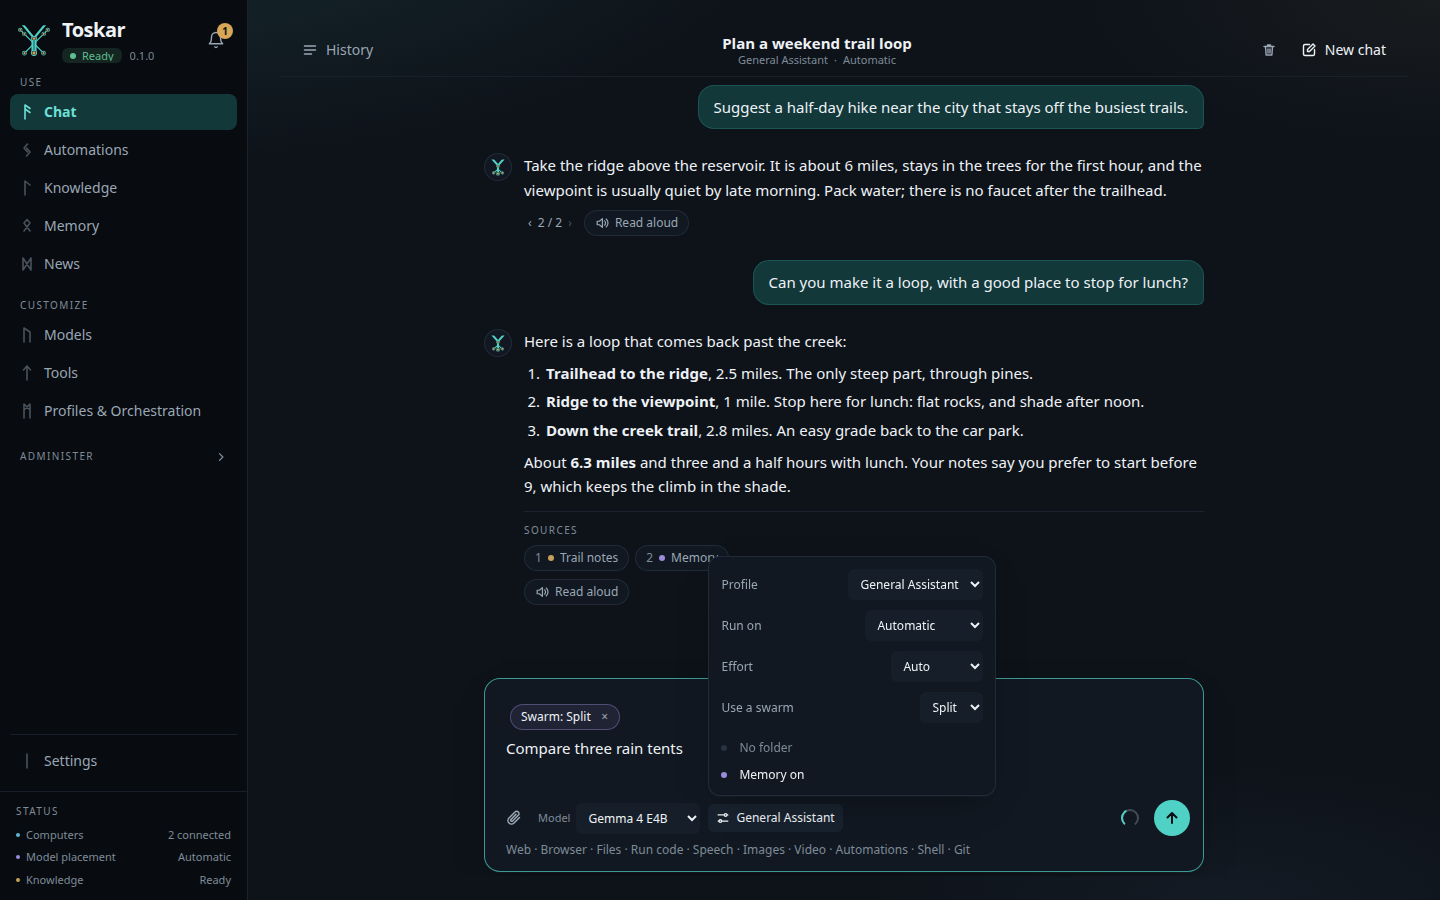 Toskar
1
Ready 0.1.0
USE
Chat
Automations
Knowledge
Memory
News
CUSTOMIZE
Models
Tools
Profiles & Orchestration
ADMINISTER
Settings
STATUS
Computers 2 connected
Model placement Automatic
Knowledge Ready
History
Plan a weekend trail loop
General Assistant · Automatic
New chat
Suggest a half-day hike near the city that stays off the busiest trails.
Take the ridge above the reservoir. It is about 6 miles, stays in the trees for the first hour, and the
viewpoint is usually quiet by late morning. Pack water; there is no faucet after the trailhead.
‹ 2 / 2 › Read aloud
Can you make it a loop, with a good place to stop for lunch?
Here is a loop that comes back past the creek:
1. Trailhead to the ridge, 2.5 miles. The only steep part, through pines.
2. Ridge to the viewpoint, 1 mile. Stop here for lunch: flat rocks, and shade after noon.
3. Down the creek trail, 2.8 miles. An easy grade back to the car park.
About 6.3 miles and three and a half hours with lunch. Your notes say you prefer to start before
9, which keeps the climb in the shade.
SOURCES
1 Trail notes 2 Memory
Read aloud
Profile General Assistant
Run on Automatic
Effort Auto
Use a swarm Split
No folder
Memory on
Swarm: Split ×
Compare three rain tents
Model Gemma 4 E4B General Assistant
Web · Browser · Files · Run code · Speech · Images · Video · Automations · Shell · Git